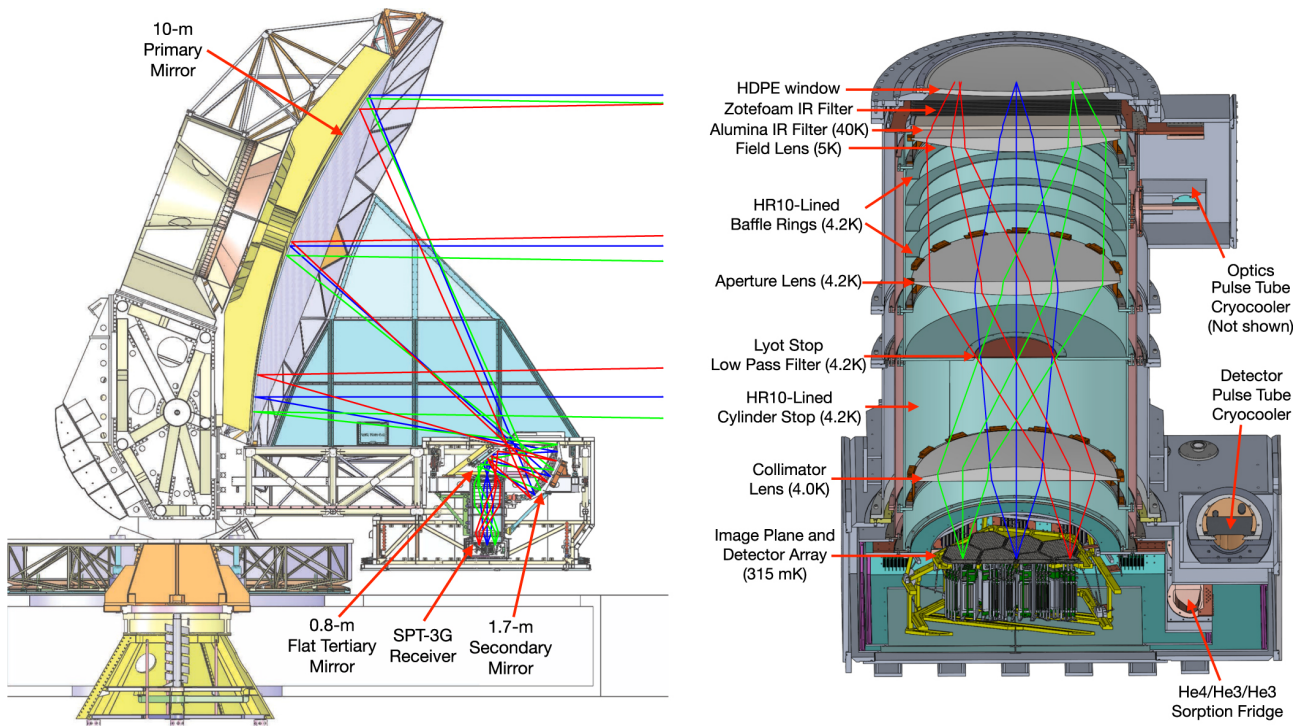 10-m
Primary
Mirror
0.8-m
Flat Tertiary
Mirror
SPT-3G
Receiver
1.7-m
Secondary
Mirror
HDPE window
Zotefoam IR Filter
Alumina IR Filter (40K)
Field Lens (5K)
HR10-Lined
Baffle Rings (4.2K)
Aperture Lens (4.2K)
Lyot Stop
Low Pass Filter (4.2K)
HR10-Lined
Cylinder Stop (4.2K)
Collimator
Lens (4.0K)
Image Plane and
Detector Array
(315 mK)
Optics
Pulse Tube
Cryocooler
(Not shown)
Detector
Pulse Tube
Cryocooler
He4/He3/He3
Sorption Fridge